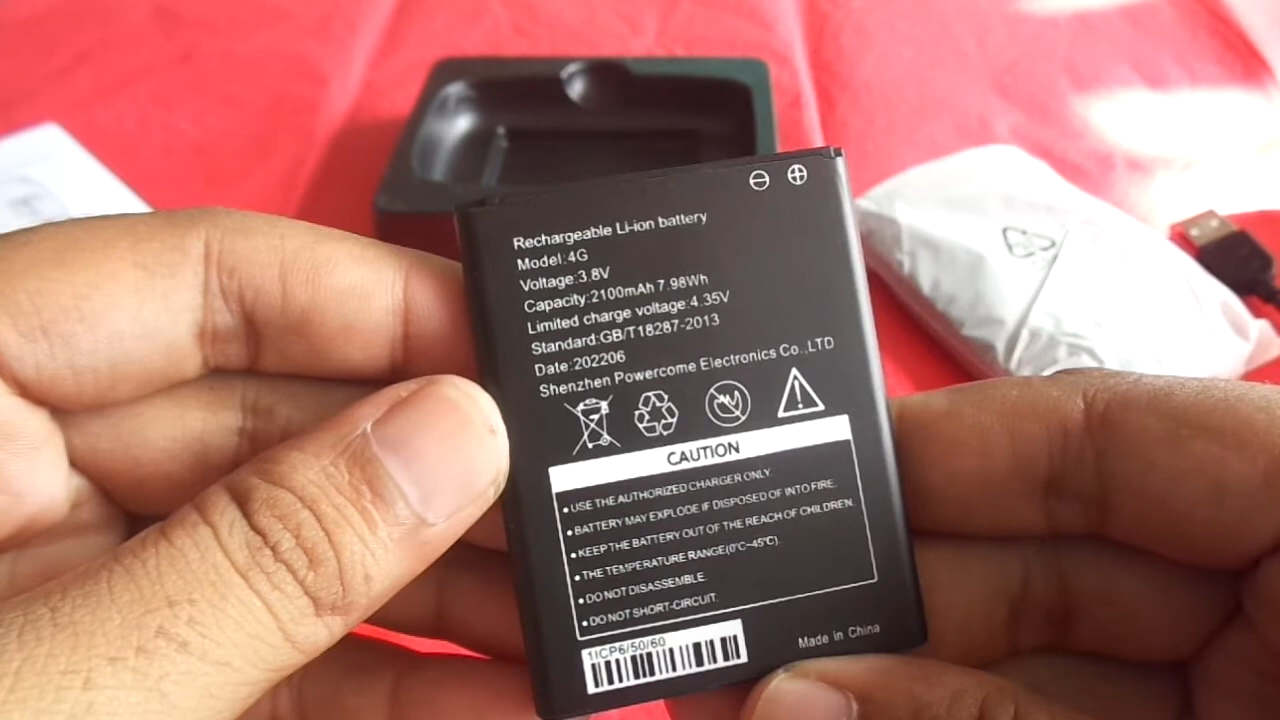 ⊖ ⊕
Rechargeable Li-ion battery
Model:4G
Voltage:3.8V
Capacity:2100mAh 7.98Wh
Limited charge voltage:4.35V
Standard:GB/T18287-2013
Date:202206
Shenzhen Powercome Electronics Co.,LTD
CAUTION
• USE THE AUTHORIZED CHARGER ONLY.
• BATTERY MAY EXPLODE IF DISPOSED OF INTO FIRE.
• KEEP THE BATTERY OUT OF THE REACH OF CHILDREN.
• THE TEMPERATURE RANGE(0℃~45℃).
• DO NOT DISASSEMBLE.
• DO NOT SHORT-CIRCUIT.
1ICP6/50/60
Made in China